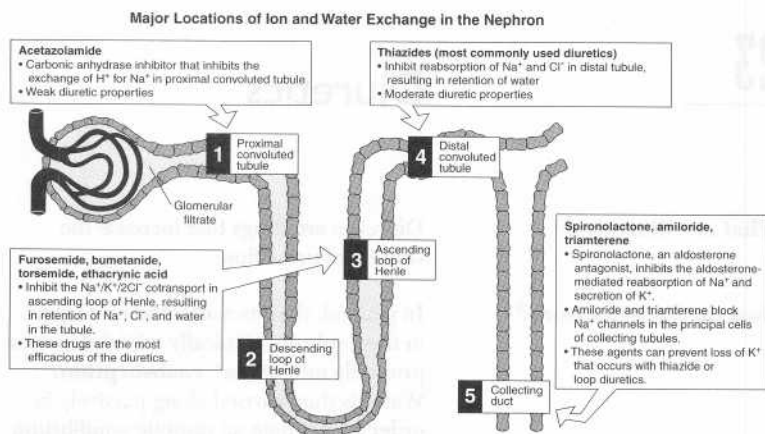 Major Locations of Ion and Water Exchange in the Nephron
Acetazolamide
• Carbonic anhydrase inhibitor that inhibits the
exchange of H⁺ for Na⁺ in proximal convoluted tubule
• Weak diuretic properties
Thiazides (most commonly used diuretics)
• Inhibit reabsorption of Na⁺ and Cl⁻ in distal tubule,
resulting in retention of water
• Moderate diuretic properties
1
Proximal
convoluted
tubule
4
Distal
convoluted
tubule
Glomerular
filtrate
Furosemide, bumetanide,
torsemide, ethacrynic acid
• Inhibit the Na⁺/K⁺/2Cl⁻ cotransport in
ascending loop of Henle, resulting
in retention of Na⁺, Cl⁻, and water
in the tubule.
• These drugs are the most
efficacious of the diuretics.
3
Ascending
loop of
Henle
2
Descending
loop of
Henle
Spironolactone, amiloride,
triamterene
• Spironolactone, an aldosterone
antagonist, inhibits the aldosterone-
mediated reabsorption of Na⁺ and
secretion of K⁺.
• Amiloride and triamterene block
Na⁺ channels in the principal cells
of collecting tubules.
• These agents can prevent loss of K⁺
that occurs with thiazide or
loop diuretics.
5
Collecting
duct